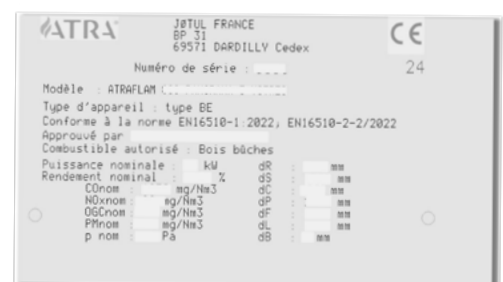 ATRA
JØTUL FRANCE
BP 31
69571 DARDILLY Cedex
CE
24
Numéro de série :
Modèle : ATRAFLAM
Type d'appareil : type BE
Conforme à la norme EN16510-1:2022, EN16510-2-2/2022
Approuvé par
Combustible autorisé : Bois bûches
Puissance nominale : kW dR : mm
Rendement nominal : % dS : mm
COnom : mg/Nm3 dC : mm
NOxnom : mg/Nm3 dP : mm
OGCnom : mg/Nm3 dF : mm
PMnom : mg/Nm3 dL : mm
p nom : Pa dB : mm